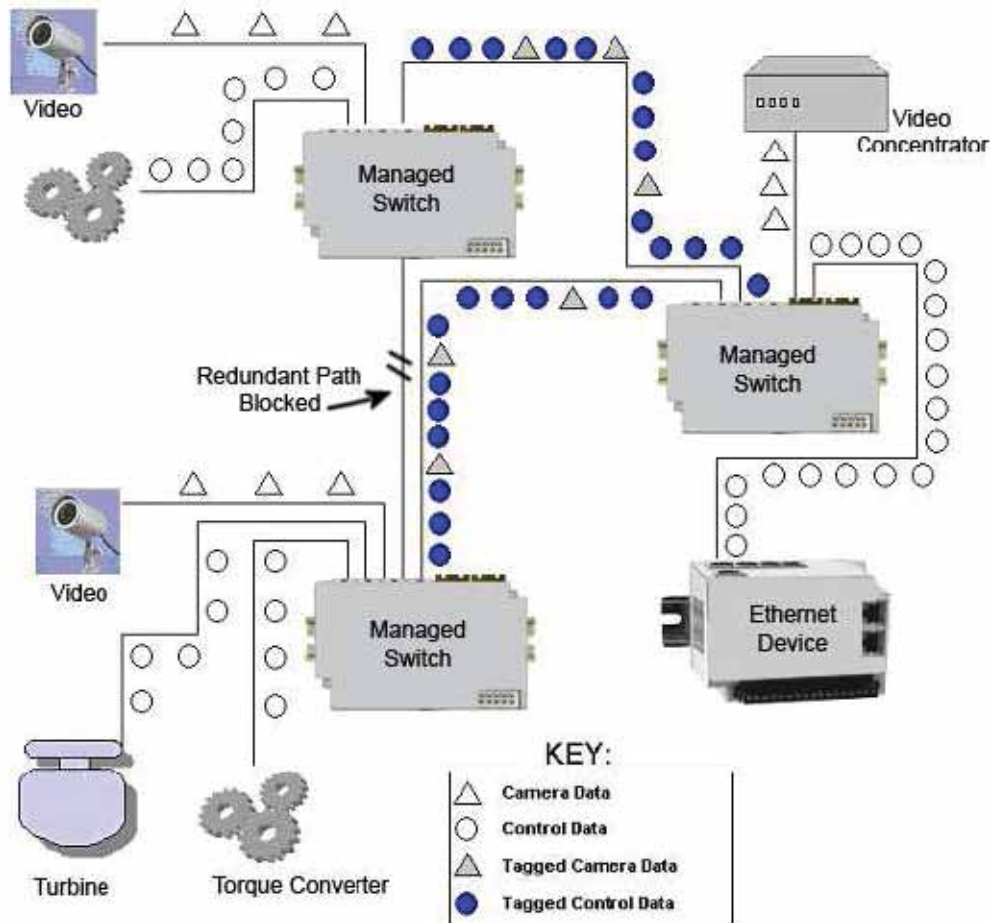 Video
Managed
Switch
Video
Concentrator
Managed
Switch
Redundant Path
Blocked
Video
Managed
Switch
Ethernet
Device
Turbine
Torque Converter
KEY:
Camera Data
Control Data
Tagged Camera Data
Tagged Control Data